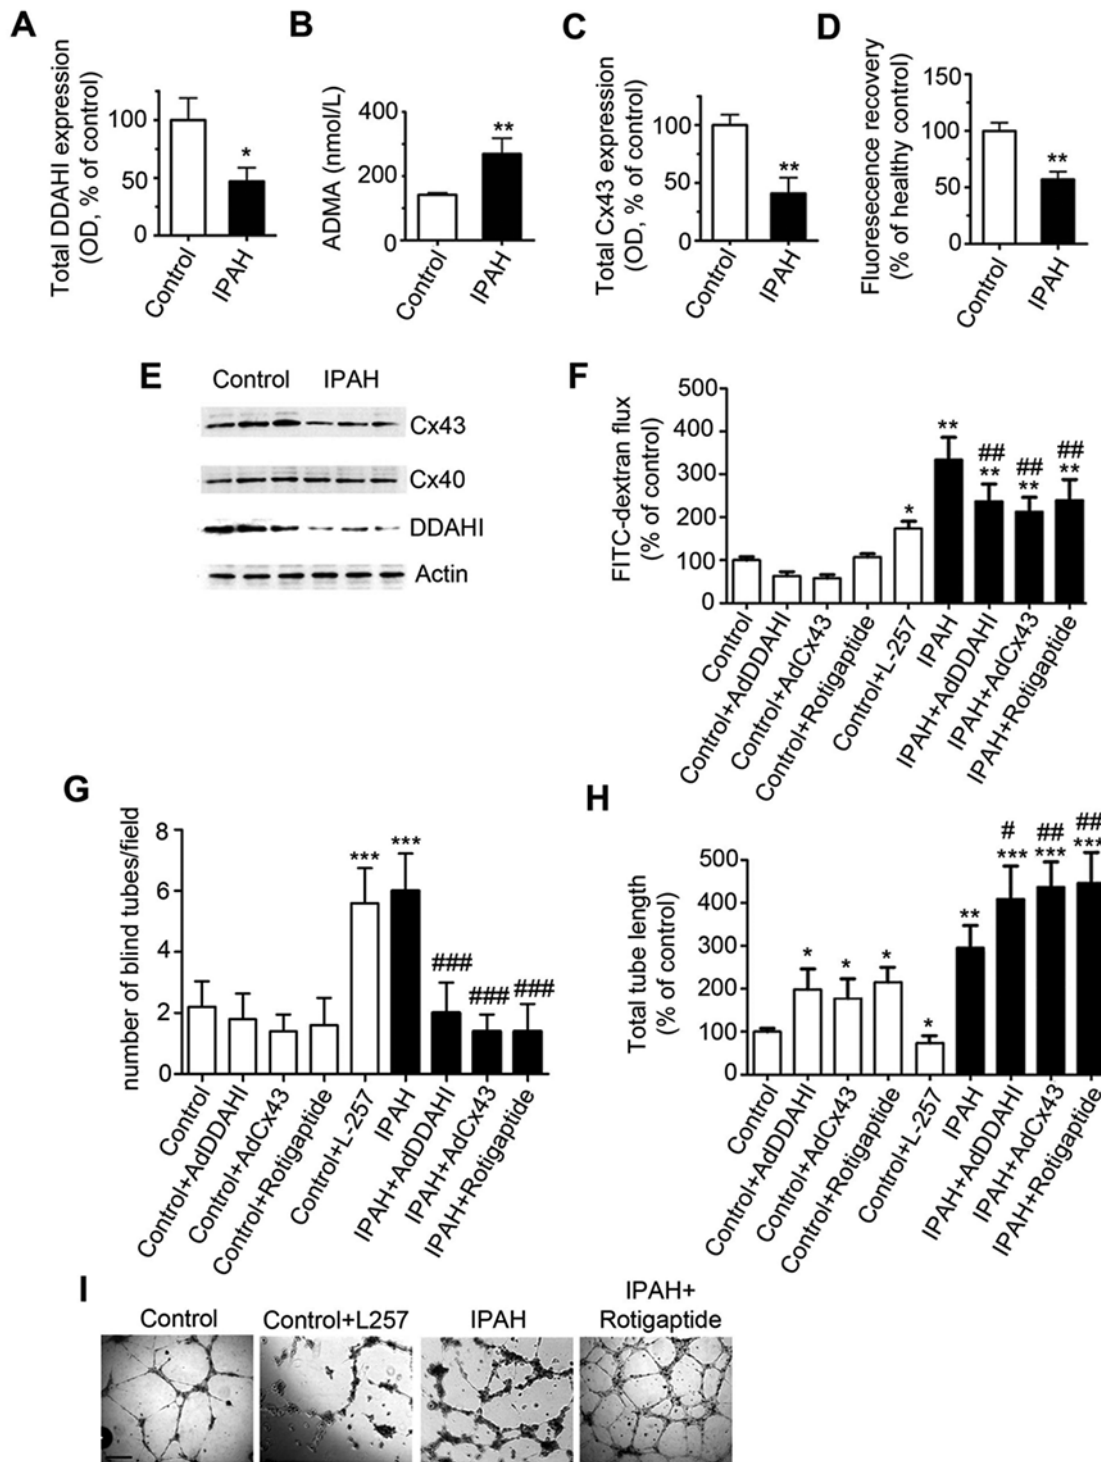 A
Total DDAHI expression
(OD, % of control)
100
50
0
*
Control
IPAH
B
ADMA (nmol/L)
400
200
0
**
Control
IPAH
C
Total Cx43 expression
(OD, % of control)
100
50
0
**
Control
IPAH
D
Fluoresecence recovery
(% of healthy control)
150
100
50
0
**
Control
IPAH
E
Control IPAH
Cx43
Cx40
DDAHI
Actin
F
FITC-dextran flux
(% of control)
500
400
300
200
100
0
*
**
## ## ##
** ** **
Control
Control+AdDDAHI
Control+AdCx43
Control+Rotigaptide
Control+L-257
IPAH
IPAH+AdDDAHI
IPAH+AdCx43
IPAH+Rotigaptide
G
number of blind tubes/field
8
6
4
2
0
*** ***
### ### ###
Control
Control+AdDDAHI
Control+AdCx43
Control+Rotigaptide
Control+L-257
IPAH
IPAH+AdDDAHI
IPAH+AdCx43
IPAH+Rotigaptide
H
Total tube length
(% of control)
500
400
300
200
100
0
* * * * **
# ## ##
*** *** ***
Control
Control+AdDDAHI
Control+AdCx43
Control+Rotigaptide
Control+L-257
IPAH
IPAH+AdDDAHI
IPAH+AdCx43
IPAH+Rotigaptide
I
Control
Control+L257
IPAH
IPAH+
Rotigaptide